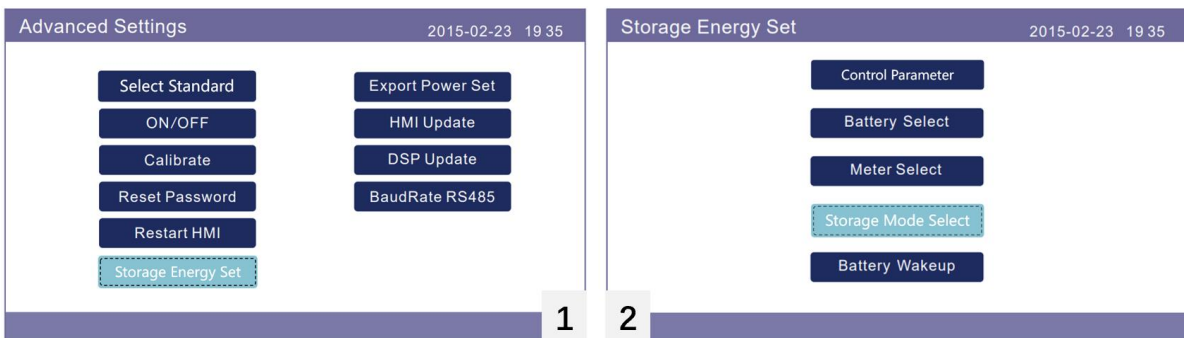 Advanced Settings
2015-02-23 19 35
Select Standard
ON/OFF
Calibrate
Reset Password
Restart HMI
Storage Energy Set
Export Power Set
HMI Update
DSP Update
BaudRate RS485
1
Storage Energy Set
2015-02-23 19 35
Control Parameter
Battery Select
Meter Select
Storage Mode Select
Battery Wakeup
2